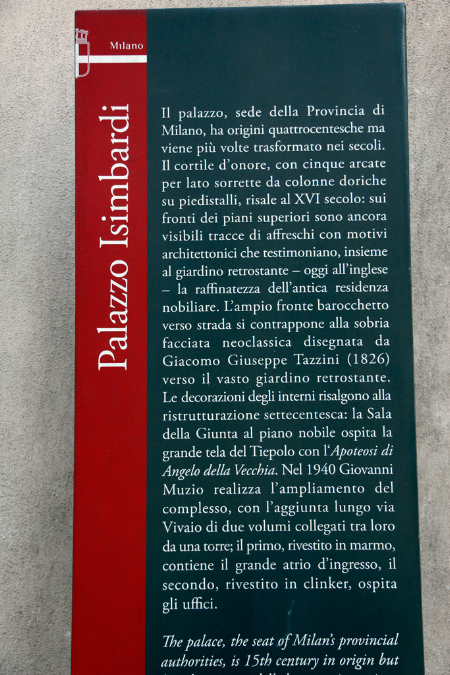 Milano
Palazzo Isimbardi
Il palazzo, sede della Provincia di
Milano, ha origini quattrocentesche ma
viene più volte trasformato nei secoli.
Il cortile d'onore, con cinque arcate
per lato sorrette da colonne doriche
su piedistalli, risale al XVI secolo: sui
fronti dei piani superiori sono ancora
visibili tracce di affreschi con motivi
architettonici che testimoniano, insieme
al giardino retrostante – oggi all'inglese
– la raffinatezza dell'antica residenza
nobiliare. L'ampio fronte barocchetto
verso strada si contrappone alla sobria
facciata neoclassica disegnata da
Giacomo Giuseppe Tazzini (1826)
verso il vasto giardino retrostante.
Le decorazioni degli interni risalgono alla
ristrutturazione settecentesca: la Sala
della Giunta al piano nobile ospita la
grande tela del Tiepolo con l'Apoteosi di
Angelo della Vecchia. Nel 1940 Giovanni
Muzio realizza l'ampliamento del
complesso, con l'aggiunta lungo via
Vivaio di due volumi collegati tra loro
da una torre; il primo, rivestito in marmo,
contiene il grande atrio d'ingresso, il
secondo, rivestito in clinker, ospita
gli uffici.
The palace, the seat of Milan's provincial
authorities, is 15th century in origin but